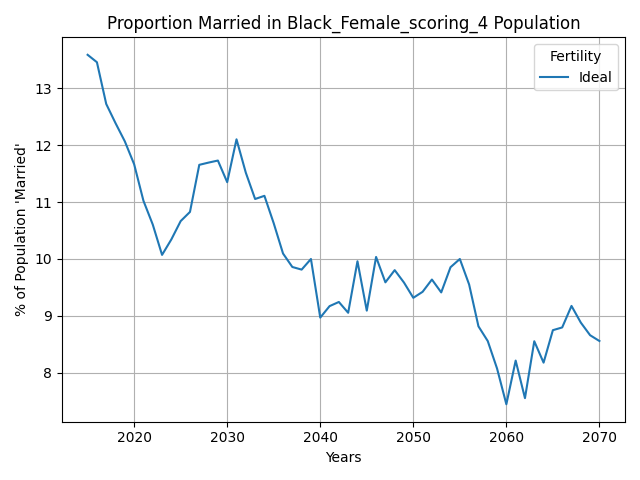 Proportion Married in Black_Female_scoring_4 Population
Fertility
Ideal
% of Population 'Married'
13
12
11
10
9
8
2020 2030 2040 2050 2060 2070
Years